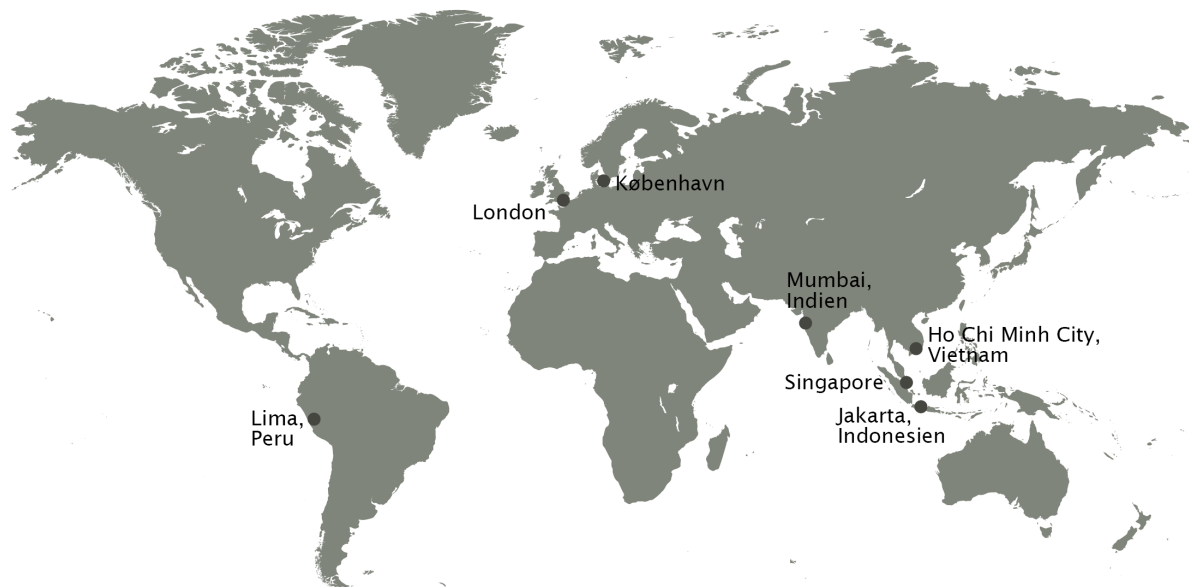 København
London
Mumbai,
Indien
Ho Chi Minh City,
Vietnam
Singapore
Jakarta,
Indonesien
Lima,
Peru